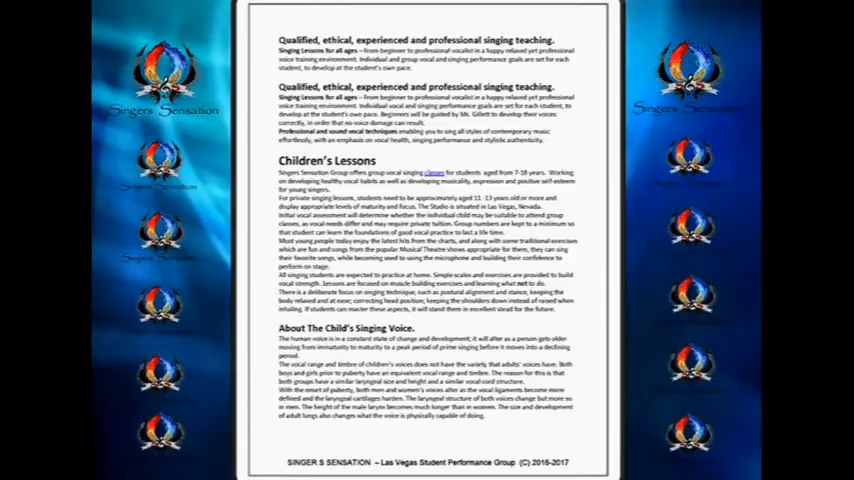 Qualified, ethical, experienced and professional singing teaching.
Singing Lessons for all ages – From beginner to professional vocalist in a happy relaxed yet professional
voice training environment. Individual and group vocal and singing performance goals are set for each
student, to develop at the student's own pace.
Qualified, ethical, experienced and professional singing teaching.
Singing Lessons for all ages – From beginner to professional vocalist in a happy relaxed yet professional
voice training environment. Individual vocal and singing performance goals are set for each student, to
develop at the student's own pace. Beginners will be guided by Ms. Gillett to develop their voices
correctly, in order that no voice damage can result.
Professional and sound vocal techniques enabling you to sing all styles of contemporary music
effortlessly, with an emphasis on vocal health, singing performance and stylistic authenticity.
Children's Lessons
Singers Sensation Group offers group vocal singing classes for students aged from 7-18 years. Working
on developing healthy vocal habits as well as developing musicality, expression and positive self-esteem
for young singers.
For private singing lessons, students need to be approximately aged 11 -13 years old or more and
display appropriate levels of maturity and focus. The Studio is situated in Las Vegas, Nevada.
Initial vocal assessment will determine whether the individual child may be suitable to attend group
classes, as vocal needs differ and may require private tuition. Group numbers are kept to a minimum so
that student can learn the foundations of good vocal practice to last a life time.
Most young people today enjoy the latest hits from the charts, and along with some traditional exercises
which are fun and songs from the popular Musical Theatre shows appropriate for them, they can sing
their favorite songs, while becoming used to using the microphone and building their confidence to
perform on stage.
All singing students are expected to practice at home. Simple scales and exercises are provided to build
vocal strength. Lessons are focused on muscle building exercises and learning what not to do.
There is a deliberate focus on singing technique, such as postural alignment and stance, keeping the
body relaxed and at ease; correcting head position; keeping the shoulders down instead of raised when
inhaling. If students can master these aspects, it will stand them in excellent stead for the future.
About The Child's Singing Voice.
The human voice is in a constant state of change and development; it will alter as a person gets older
moving from immaturity to maturity to a peak period of prime singing before it moves into a declining
period.
The vocal range and timbre of children's voices does not have the variety that adults' voices have. Both
boys and girls prior to puberty have an equivalent vocal range and timbre. The reason for this is that
both groups have a similar laryngeal size and height and a similar vocal cord structure.
With the onset of puberty, both men and women's voices alter as the vocal ligaments become more
defined and the laryngeal cartilages harden. The laryngeal structure of both voices change but more so
in men. The height of the male larynx becomes much longer than in women. The size and development
of adult lungs also changes what the voice is physically capable of doing.
SINGER S SENSATION – Las Vegas Student Performance Group (C) 2016-2017
Singers Sensation
Singers Sensation
Singers Sensation
Singers Sensation